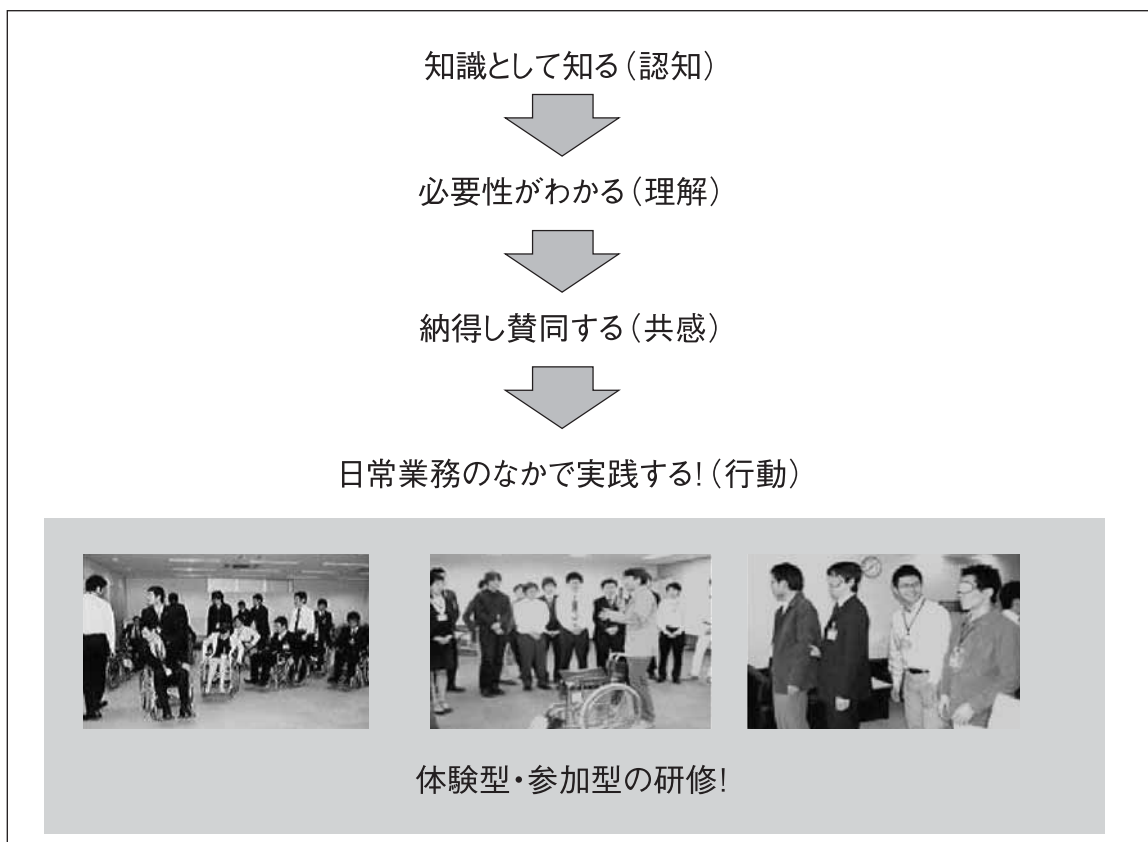 知識として知る（認知）
必要性がわかる（理解）
納得し賛同する（共感）
日常業務のなかで実践する!（行動）
体験型・参加型の研修!